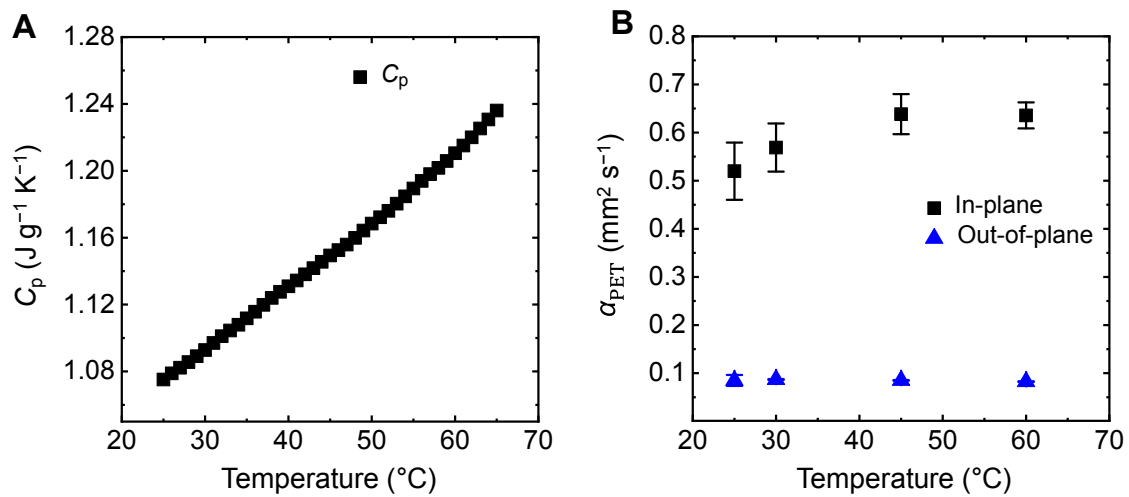 A
1.28
1.24
1.20
1.16
1.12
1.08
20 30 40 50 60 70
Temperature (°C)
Cp (J g⁻¹ K⁻¹)
Cp
B
0.8
0.7
0.6
0.5
0.4
0.3
0.2
0.1
20 30 40 50 60 70
Temperature (°C)
αPET (mm² s⁻¹)
In-plane
Out-of-plane